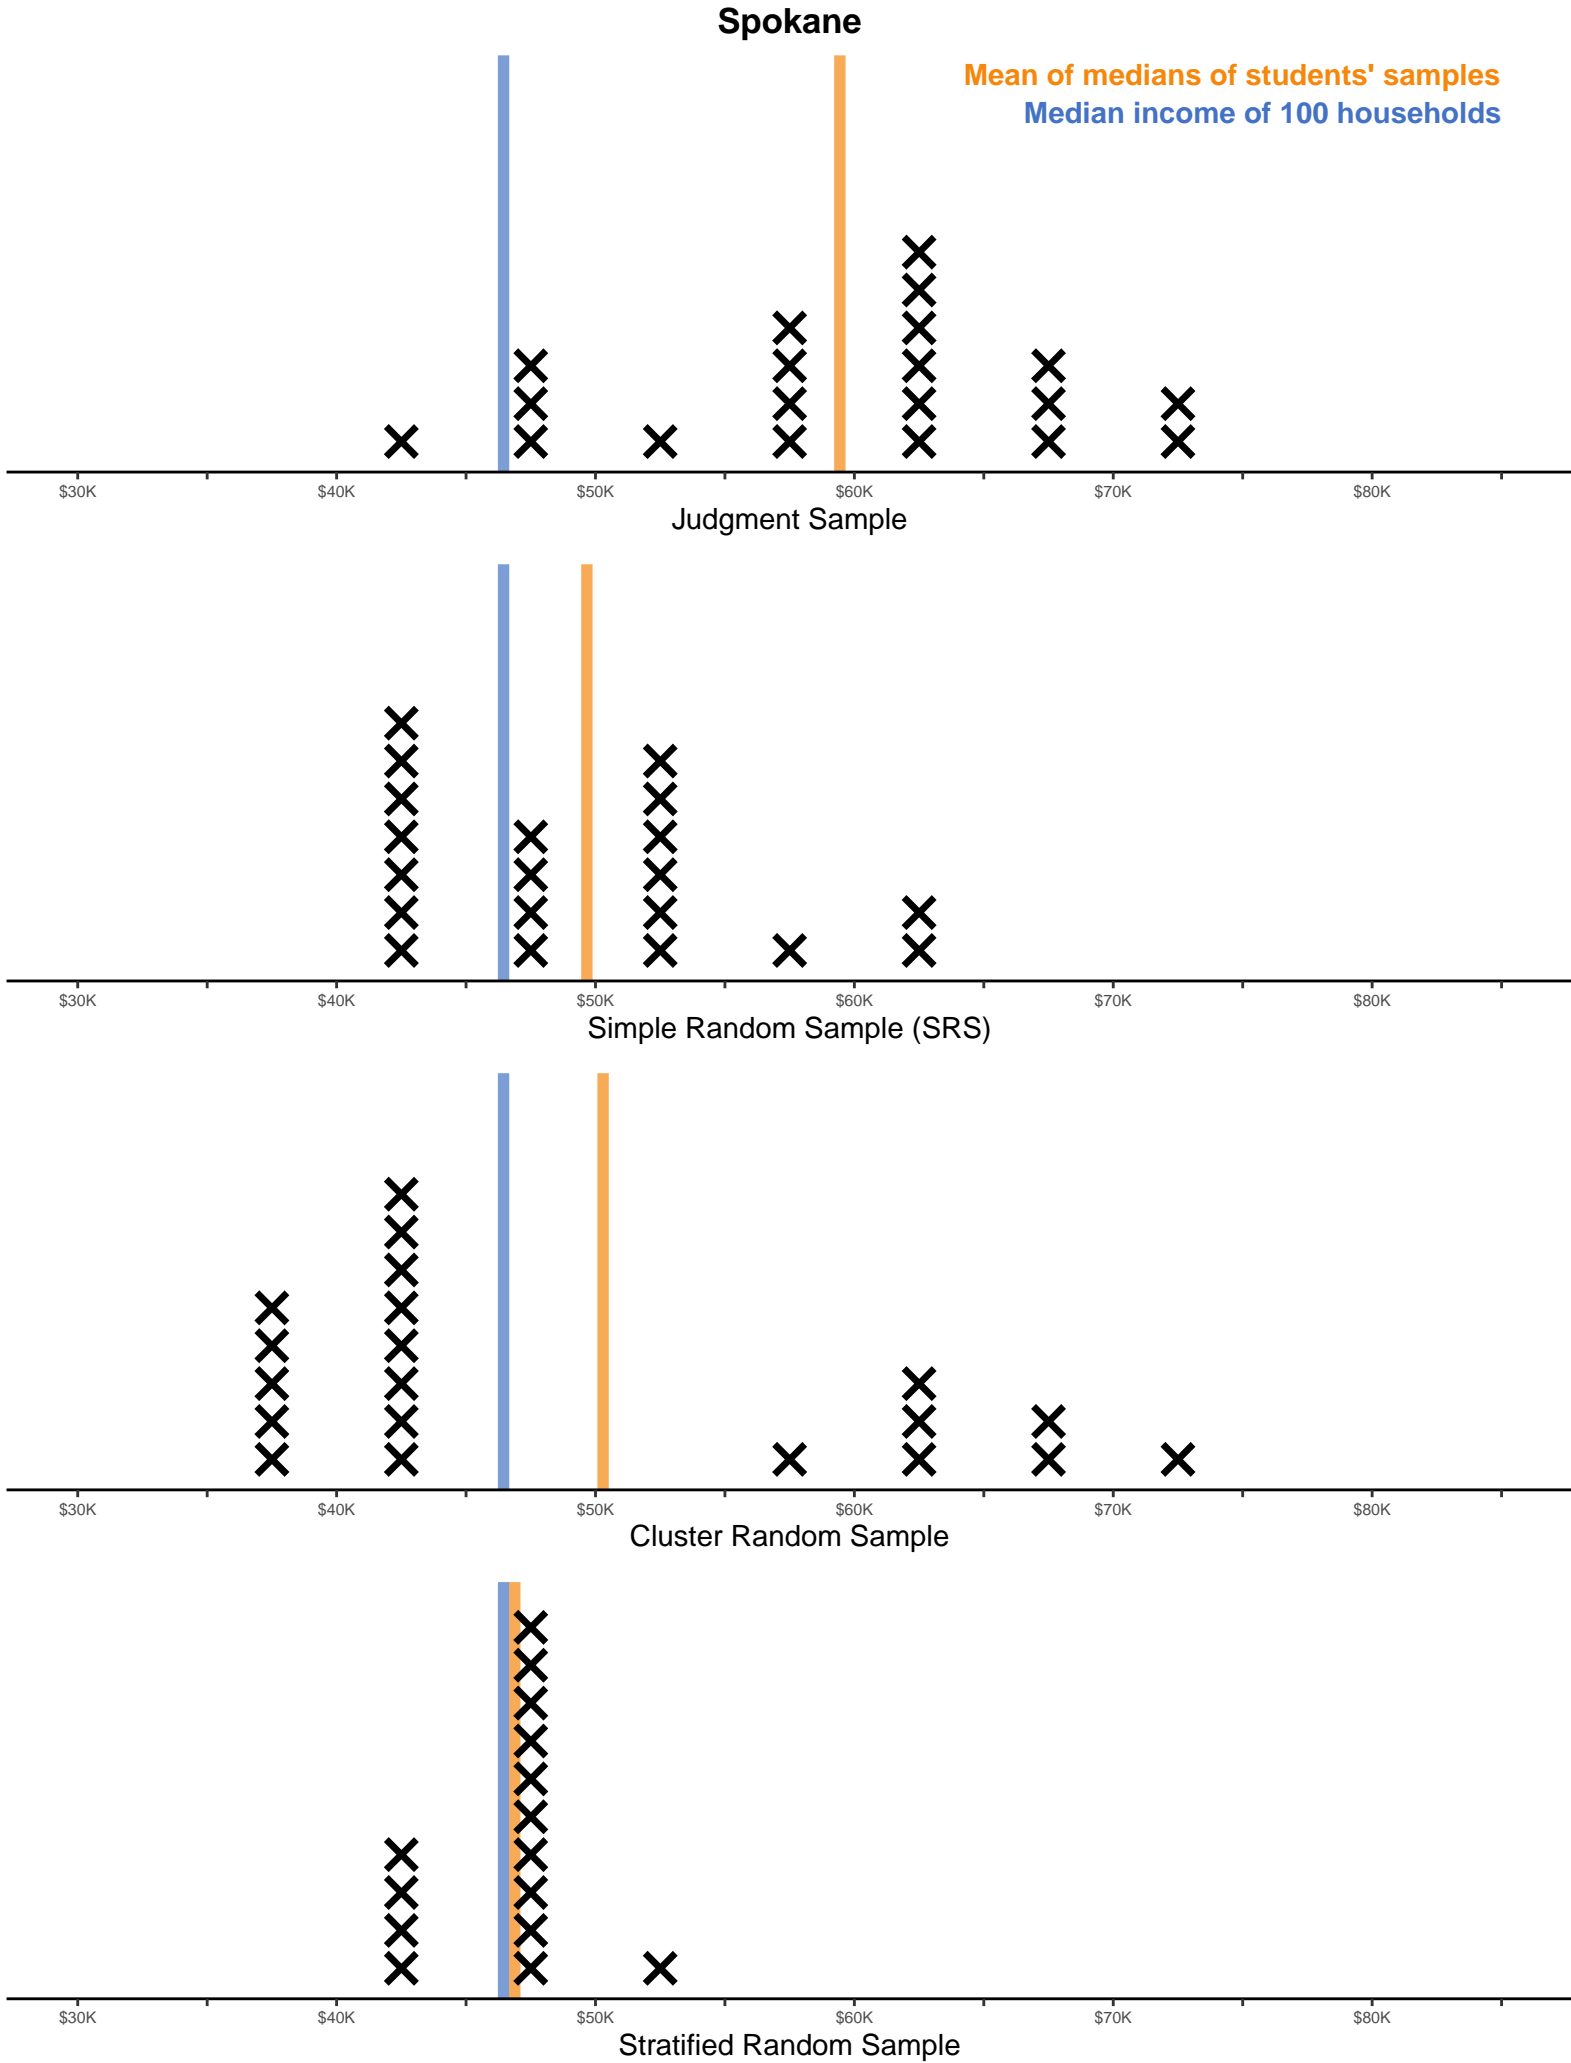 Spokane
Mean of medians of students' samples
Median income of 100 households
$30K $40K $50K $60K $70K $80K
Judgment Sample
$30K $40K $50K $60K $70K $80K
Simple Random Sample (SRS)
$30K $40K $50K $60K $70K $80K
Cluster Random Sample
$30K $40K $50K $60K $70K $80K
Stratified Random Sample